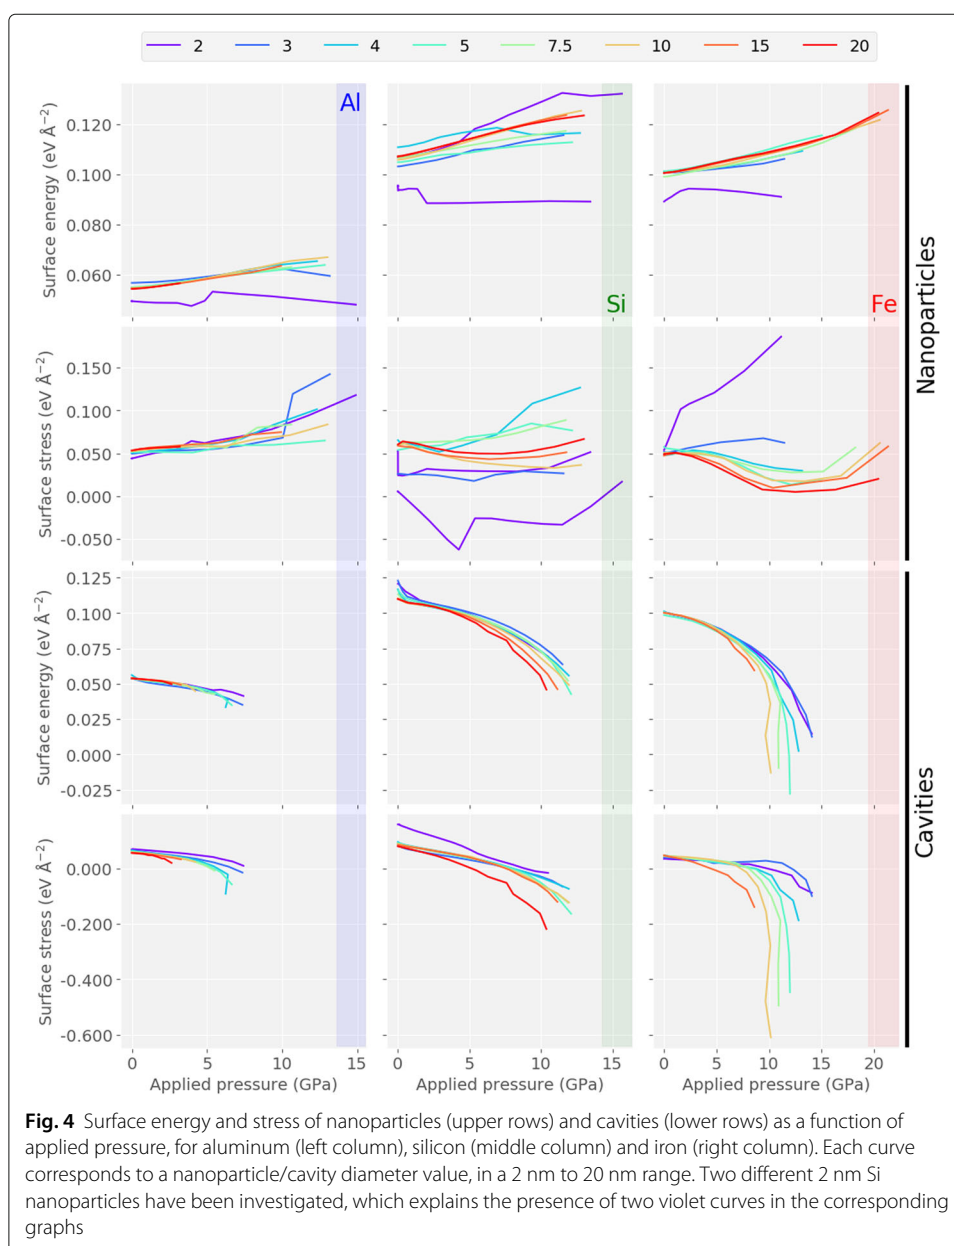 2 3 4 5 7.5 10 15 20
Al
Surface energy (eV Å⁻²)
0.120
0.100
0.080
0.060
Si
Fe
Nanoparticles
Surface stress (eV Å⁻²)
0.150
0.100
0.050
0.000
-0.050
Surface energy (eV Å⁻²)
0.125
0.100
0.075
0.050
0.025
0.000
-0.025
Cavities
Surface stress (eV Å⁻²)
0.000
-0.200
-0.400
-0.600
0 5 10 15 0 5 10 15 0 5 10 15 20
Applied pressure (GPa) Applied pressure (GPa) Applied pressure (GPa)
Fig. 4 Surface energy and stress of nanoparticles (upper rows) and cavities (lower rows) as a function of
applied pressure, for aluminum (left column), silicon (middle column) and iron (right column). Each curve
corresponds to a nanoparticle/cavity diameter value, in a 2 nm to 20 nm range. Two different 2 nm Si
nanoparticles have been investigated, which explains the presence of two violet curves in the corresponding
graphs